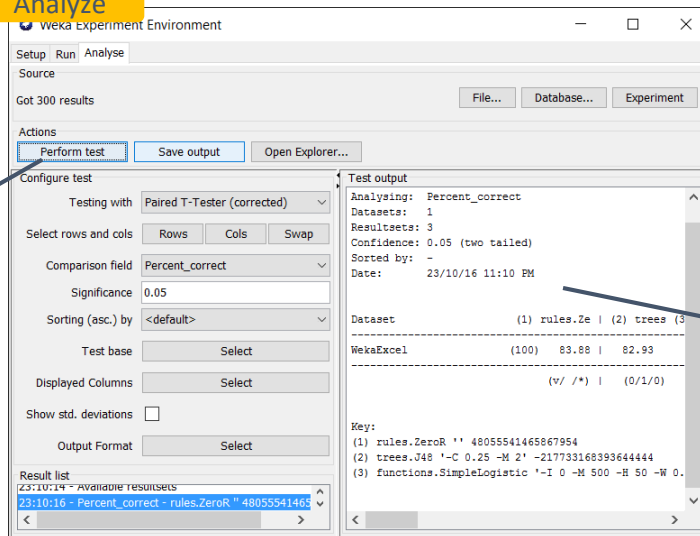 Analyze
Weka Experiment Environment
Setup Run Analyse
Source
Got 300 results
File... Database... Experiment
Actions
Perform test Save output Open Explorer...
Configure test
Testing with Paired T-Tester (corrected)
Select rows and cols Rows Cols Swap
Comparison field Percent_correct
Significance 0.05
Sorting (asc.) by <default>
Test base Select
Displayed Columns Select
Show std. deviations
Output Format Select
Result list
23:10:14 - Available resultsets
23:10:16 - Percent_correct - rules.ZeroR '' 48055541465
Test output
Analysing: Percent_correct
Datasets: 1
Resultsets: 3
Confidence: 0.05 (two tailed)
Sorted by: -
Date: 23/10/16 11:10 PM
Dataset (1) rules.Ze | (2) trees (3
WekaExcel (100) 83.88 | 82.93
(v/ /*) | (0/1/0)
Key:
(1) rules.ZeroR '' 48055541465867954
(2) trees.J48 '-C 0.25 -M 2' -217733168393644444
(3) functions.SimpleLogistic '-I 0 -M 500 -H 50 -W 0.